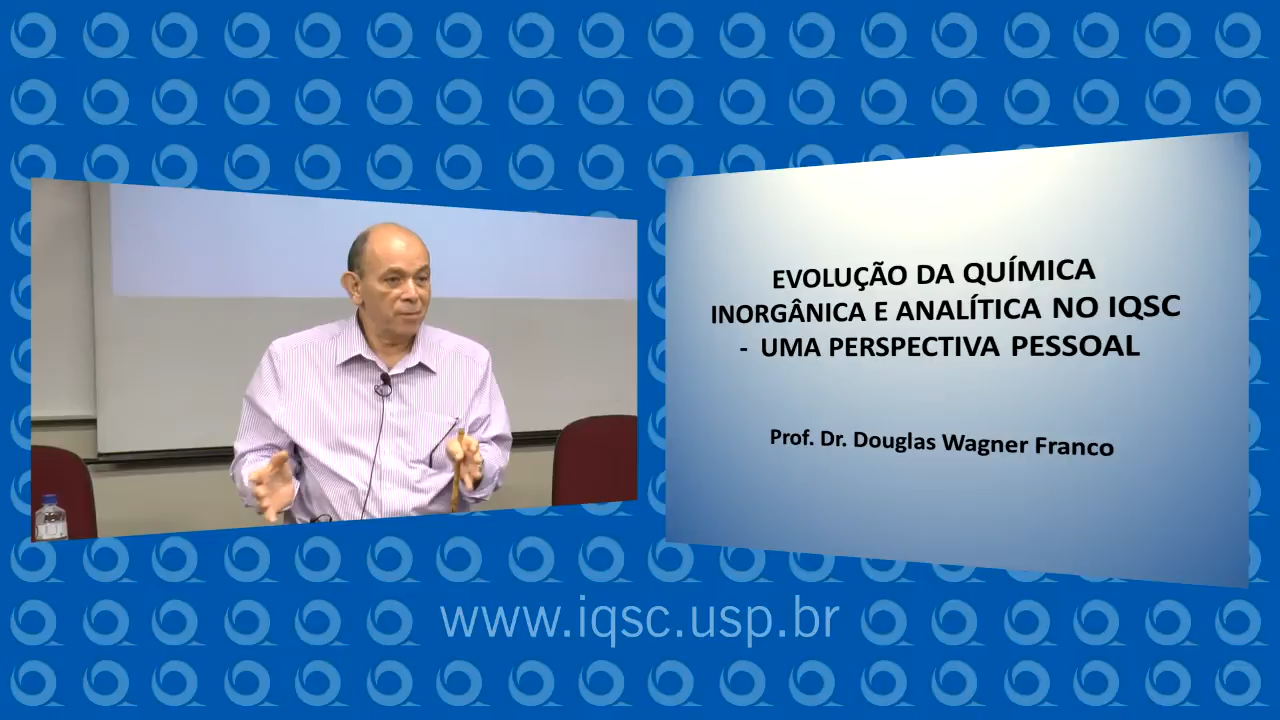 EVOLUÇÃO DA QUÍMICA
INORGÂNICA E ANALÍTICA NO IQSC
- UMA PERSPECTIVA PESSOAL
Prof. Dr. Douglas Wagner Franco
www.iqsc.usp.br